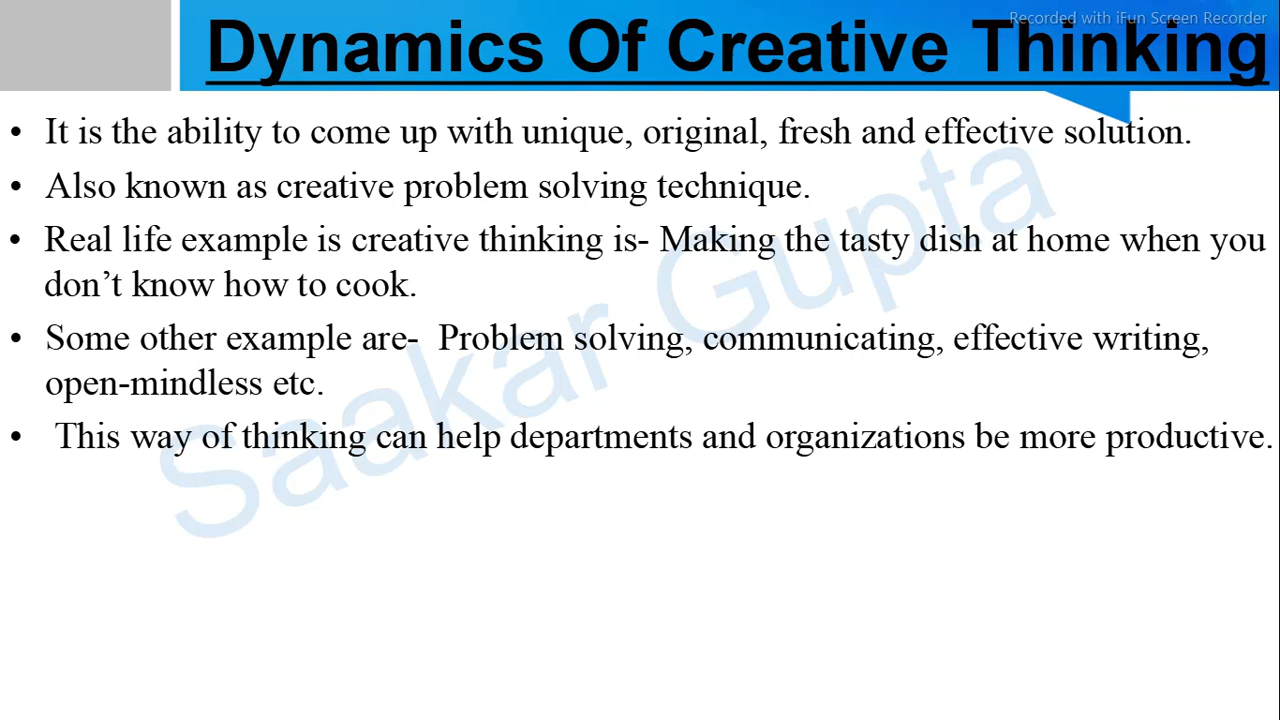 Recorded with iFun Screen Recorder
Dynamics Of Creative Thinking
• It is the ability to come up with unique, original, fresh and effective solution.
• Also known as creative problem solving technique.
• Real life example is creative thinking is- Making the tasty dish at home when you
don’t know how to cook.
• Some other example are-  Problem solving, communicating, effective writing,
open-mindless etc.
•  This way of thinking can help departments and organizations be more productive.
Saakar Gupta